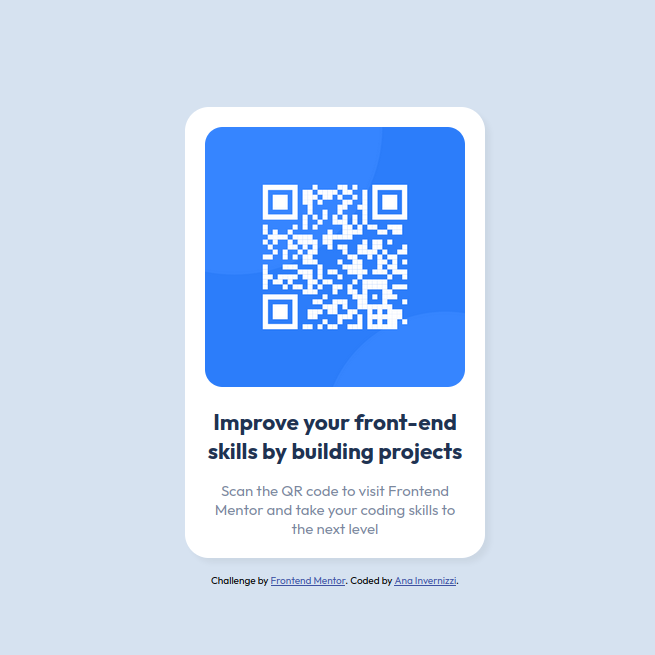 Improve your front-end
skills by building projects
Scan the QR code to visit Frontend
Mentor and take your coding skills to
the next level
Challenge by Frontend Mentor. Coded by Ana Invernizzi.